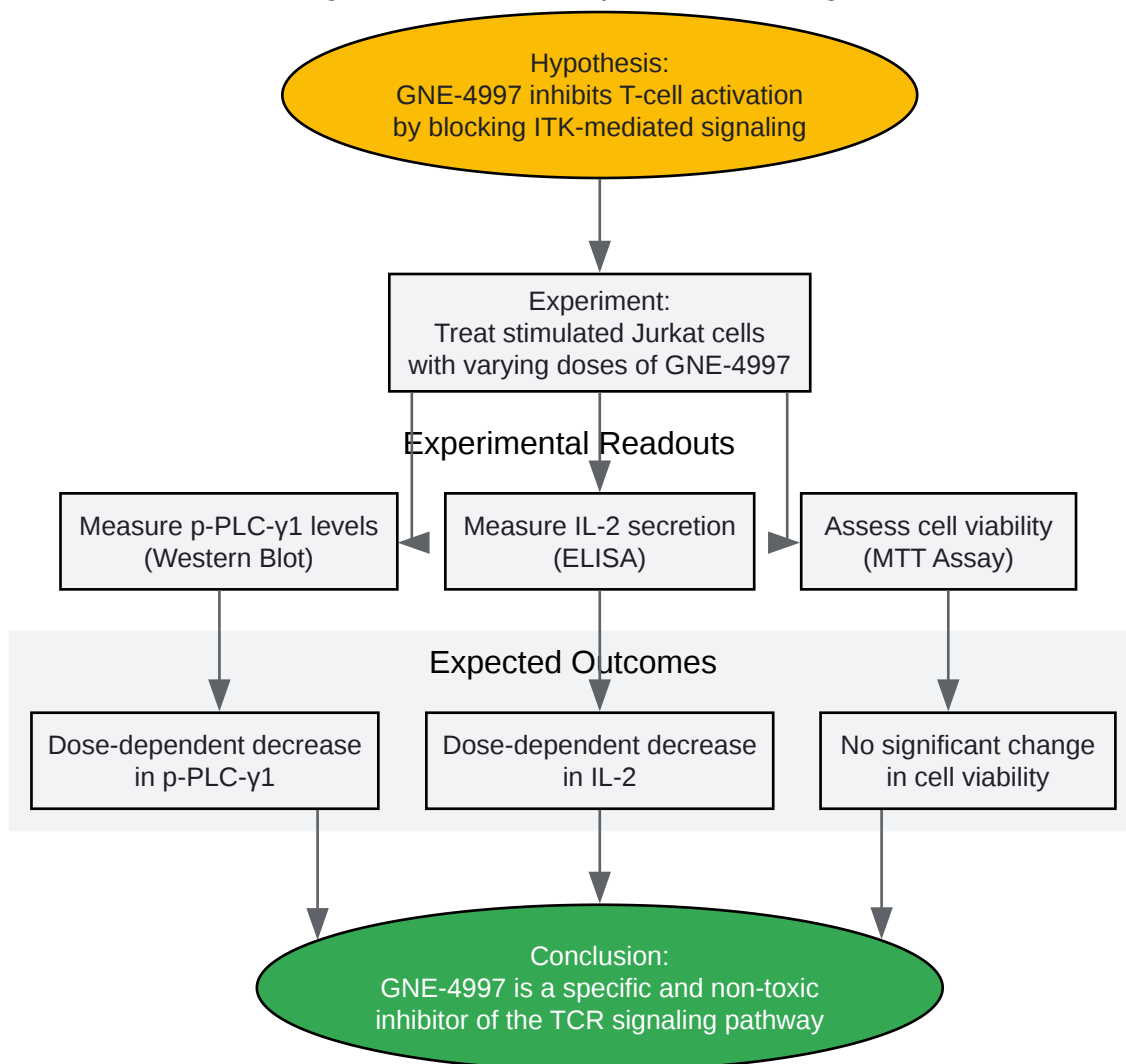 Hypothesis:
GNE-4997 inhibits T-cell activation
by blocking ITK-mediated signaling
Experiment:
Treat stimulated Jurkat cells
with varying doses of GNE-4997
Experimental Readouts
Measure p-PLC-γ1 levels
(Western Blot)
Measure IL-2 secretion
(ELISA)
Assess cell viability
(MTT Assay)
Expected Outcomes
Dose-dependent decrease
in p-PLC-γ1
Dose-dependent decrease
in IL-2
No significant change
in cell viability
Conclusion:
GNE-4997 is a specific and non-toxic
inhibitor of the TCR signaling pathway